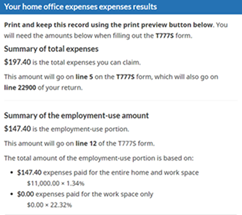 Your home office expenses expenses results
Print and keep this record using the print preview button below. You
will need the amounts below when filling out the T777S form.
Summary of total expenses
$197.40 is the total expenses you can claim.
This amount will go on line 5 on the T777S form, which will also go on
line 22900 of your return.
Summary of the employment-use amount
$147.40 is the employment-use portion.
This amount will go on line 12 of the T777S form.
The total amount of the employment-use portion is based on:
• $147.40 expenses paid for the entire home and work space
$11,000.00 × 1.34%
• $0.00 expenses paid for the work space only
$0.00 × 22.32%